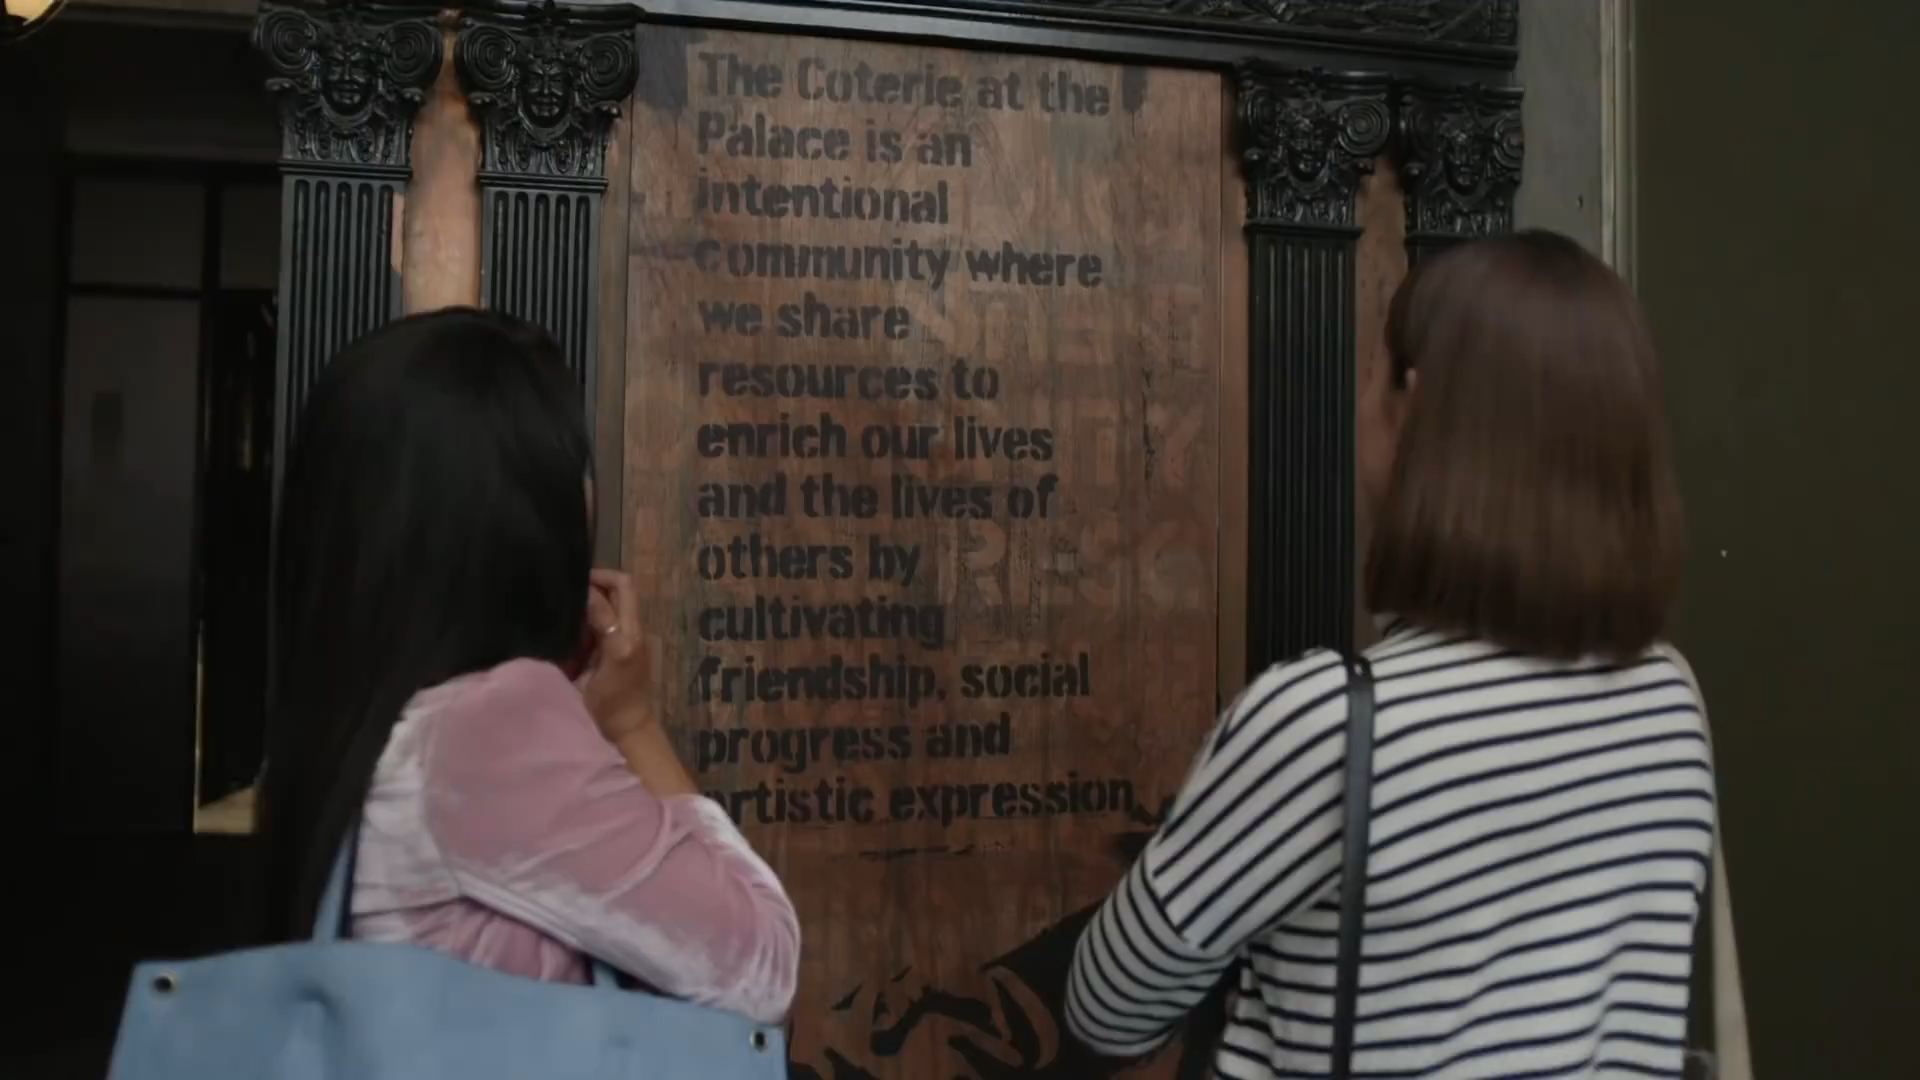 The Coterie at the
Palace is an
intentional
community where
we share
resources to
enrich our lives
and the lives of
others by
cultivating
friendship, social
progress and
artistic expression.